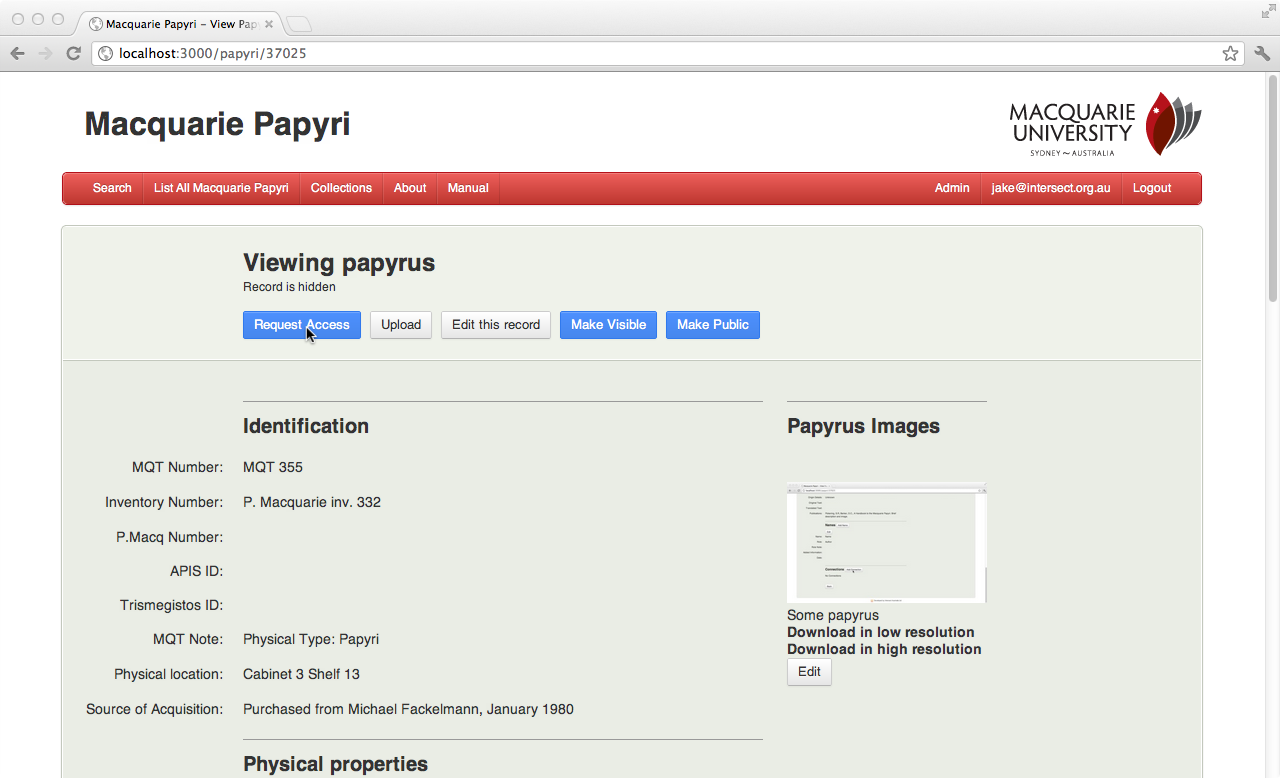 Macquarie Papyri – View Pap
localhost:3000/papyri/37025
Macquarie Papyri
MACQUARIE
UNIVERSITY
SYDNEY ~ AUSTRALIA
Search List All Macquarie Papyri Collections About Manual Admin jake@intersect.org.au Logout
Viewing papyrus
Record is hidden
Request Access Upload Edit this record Make Visible Make Public
Identification
MQT Number: MQT 355
Inventory Number: P. Macquarie inv. 332
P.Macq Number:
APIS ID:
Trismegistos ID:
MQT Note: Physical Type: Papyri
Physical location: Cabinet 3 Shelf 13
Source of Acquisition: Purchased from Michael Fackelmann, January 1980
Physical properties
Papyrus Images
Some papyrus
Download in low resolution
Download in high resolution
Edit